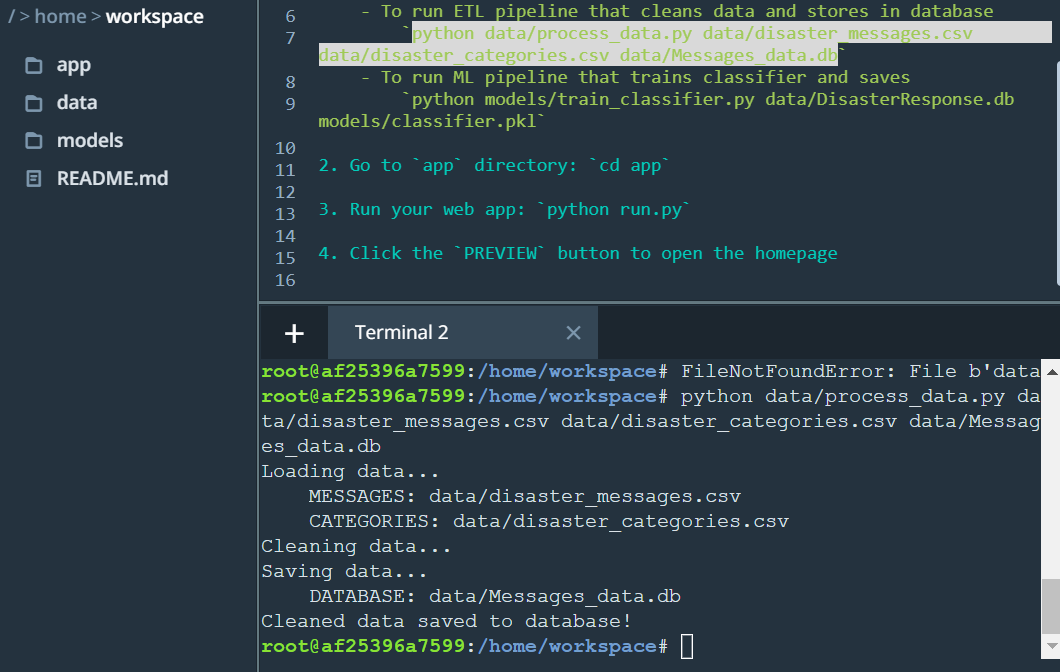 / > home > workspace
app
data
models
README.md
6 - To run ETL pipeline that cleans data and stores in database
7 `python data/process_data.py data/disaster_messages.csv
data/disaster_categories.csv data/Messages_data.db`
8 - To run ML pipeline that trains classifier and saves
9 `python models/train_classifier.py data/DisasterResponse.db
models/classifier.pkl`
10
11 2. Go to `app` directory: `cd app`
12
13 3. Run your web app: `python run.py`
14
15 4. Click the `PREVIEW` button to open the homepage
16
+ Terminal 2 ×
root@af25396a7599:/home/workspace# FileNotFoundError: File b'data
root@af25396a7599:/home/workspace# python data/process_data.py da
ta/disaster_messages.csv data/disaster_categories.csv data/Messag
es_data.db
Loading data...
MESSAGES: data/disaster_messages.csv
CATEGORIES: data/disaster_categories.csv
Cleaning data...
Saving data...
DATABASE: data/Messages_data.db
Cleaned data saved to database!
root@af25396a7599:/home/workspace#